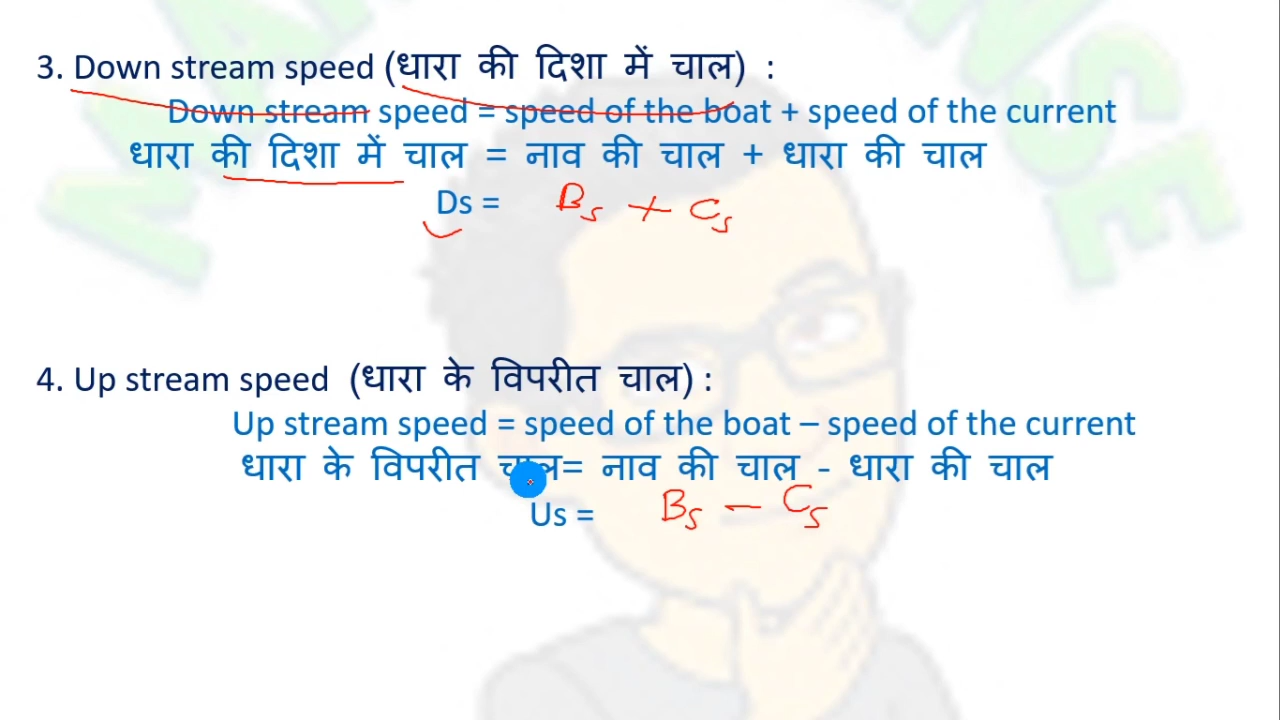 3. Down stream speed (धारा की दिशा में चाल) :
Down stream speed = speed of the boat + speed of the current
धारा की दिशा में चाल = नाव की चाल + धारा की चाल
Ds = Bs + Cs
4. Up stream speed (धारा के विपरीत चाल) :
Up stream speed = speed of the boat – speed of the current
धारा के विपरीत चाल= नाव की चाल - धारा की चाल
Us = Bs - Cs